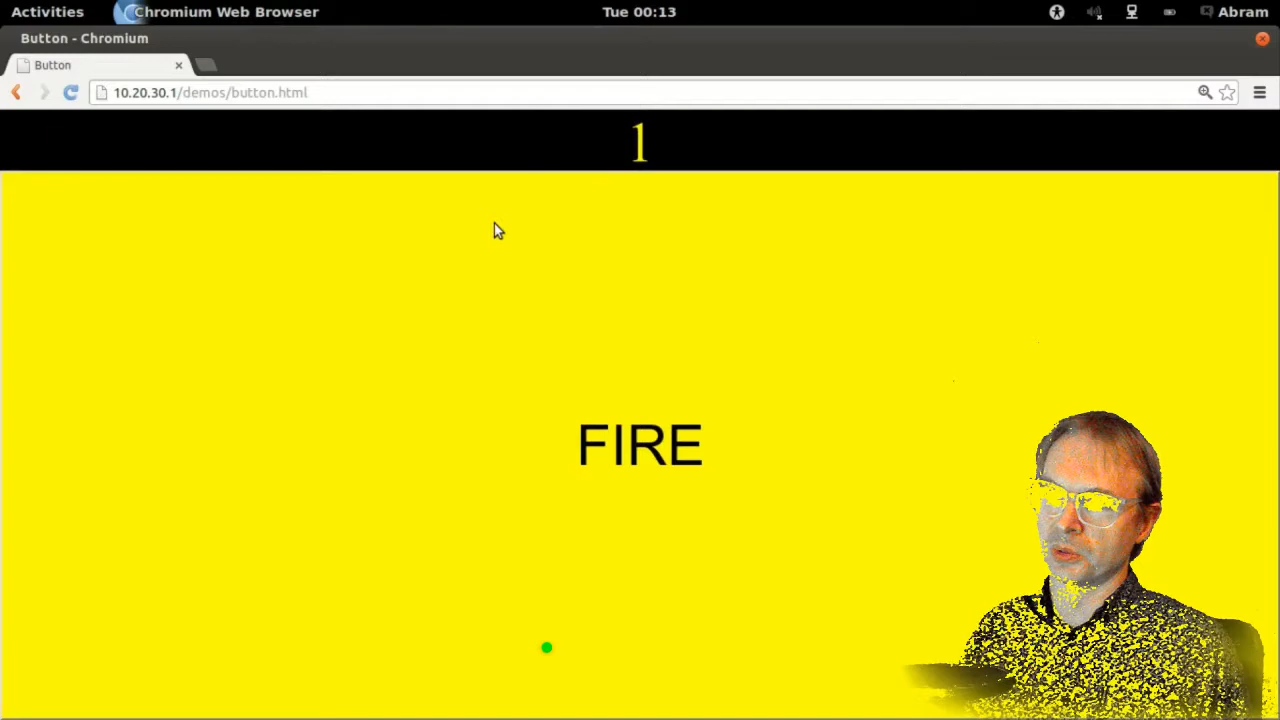 Activities Chromium Web Browser Tue 00:13 Abram
Button - Chromium
Button
10.20.30.1/demos/button.html
1
FIRE